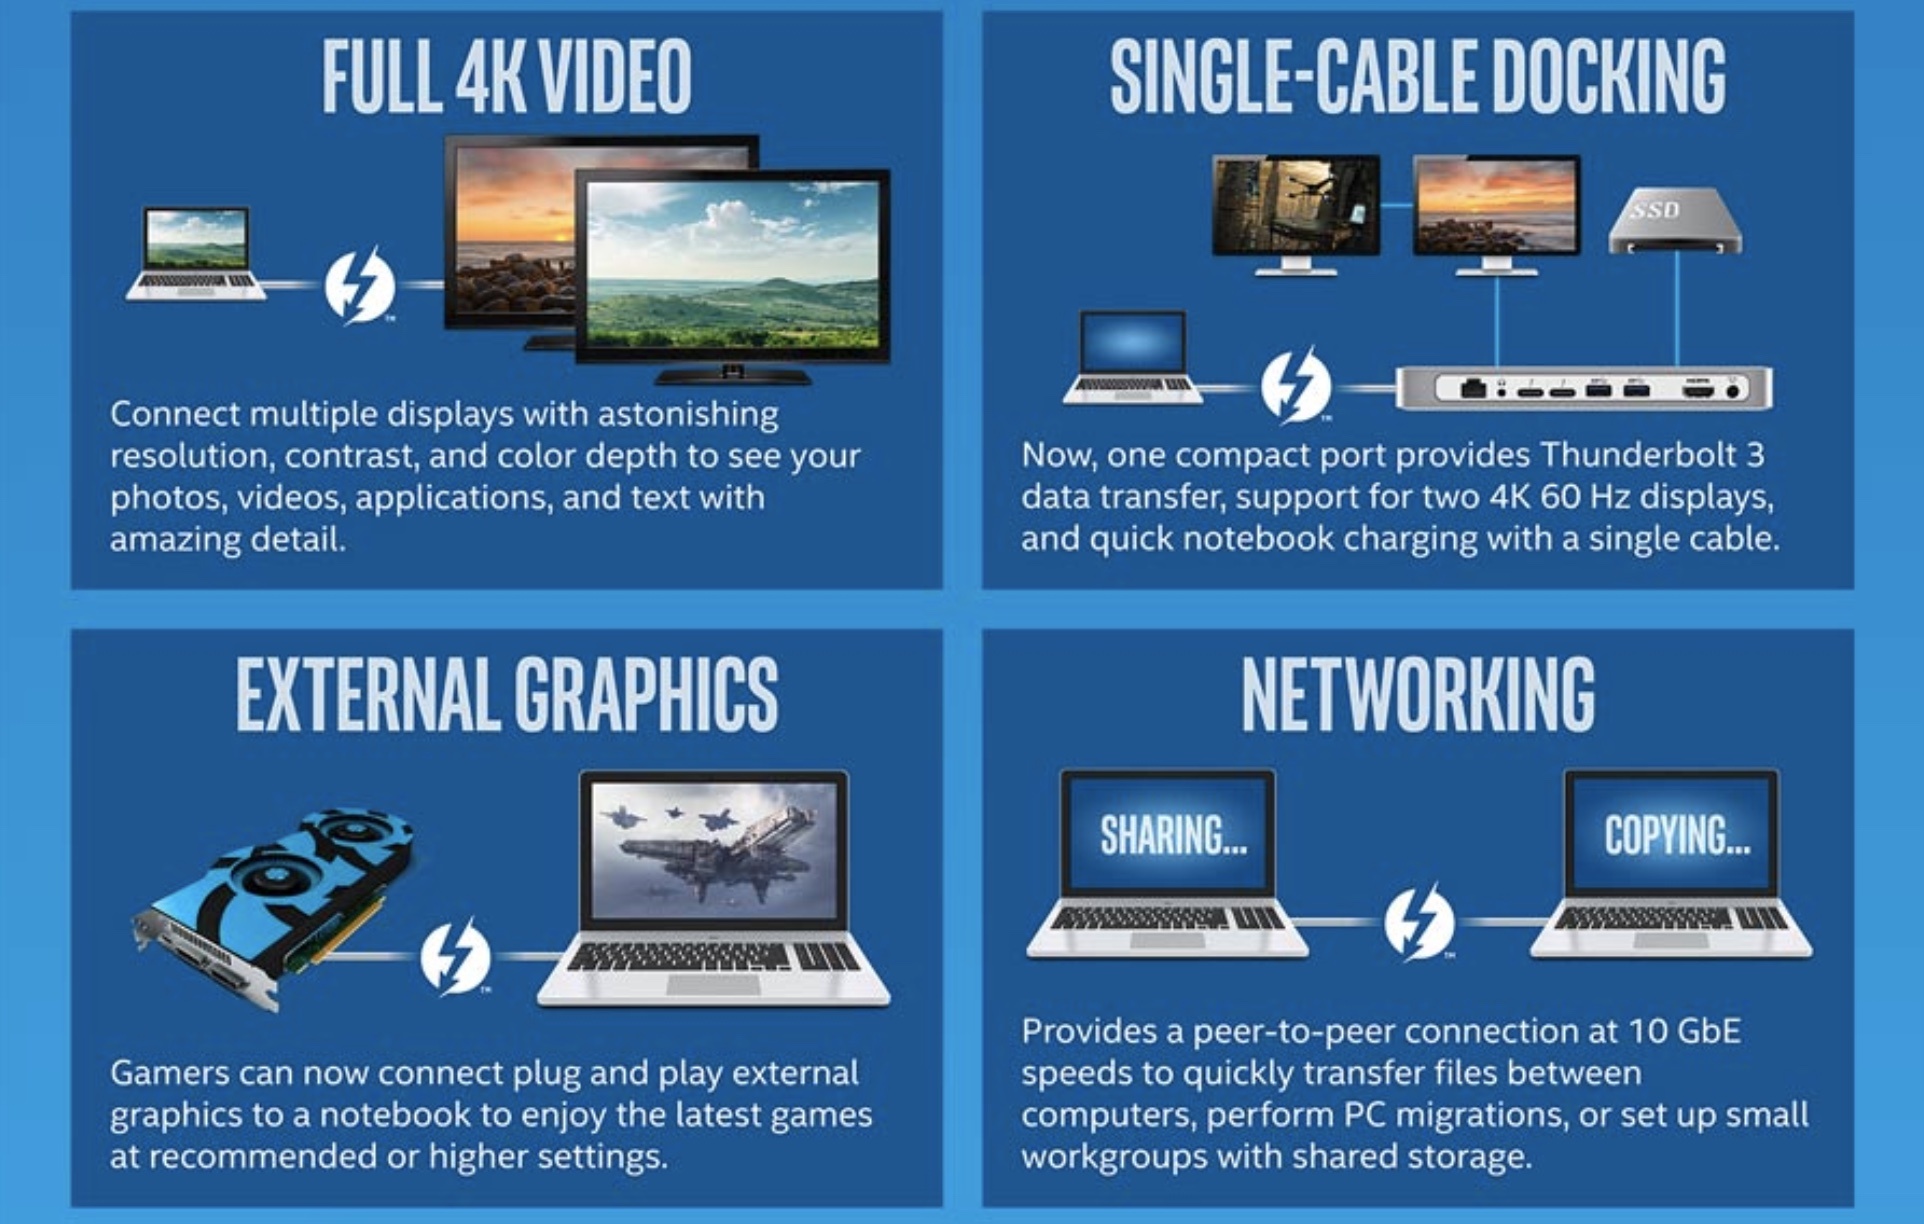 FULL 4K VIDEO
TM
Connect multiple displays with astonishing
resolution, contrast, and color depth to see your
photos, videos, applications, and text with
amazing detail.
SINGLE-CABLE DOCKING
SSD
TM
HDMI
Now, one compact port provides Thunderbolt 3
data transfer, support for two 4K 60 Hz displays,
and quick notebook charging with a single cable.
EXTERNAL GRAPHICS
TM
Gamers can now connect plug and play external
graphics to a notebook to enjoy the latest games
at recommended or higher settings.
NETWORKING
SHARING...
COPYING...
TM
Provides a peer-to-peer connection at 10 GbE
speeds to quickly transfer files between
computers, perform PC migrations, or set up small
workgroups with shared storage.